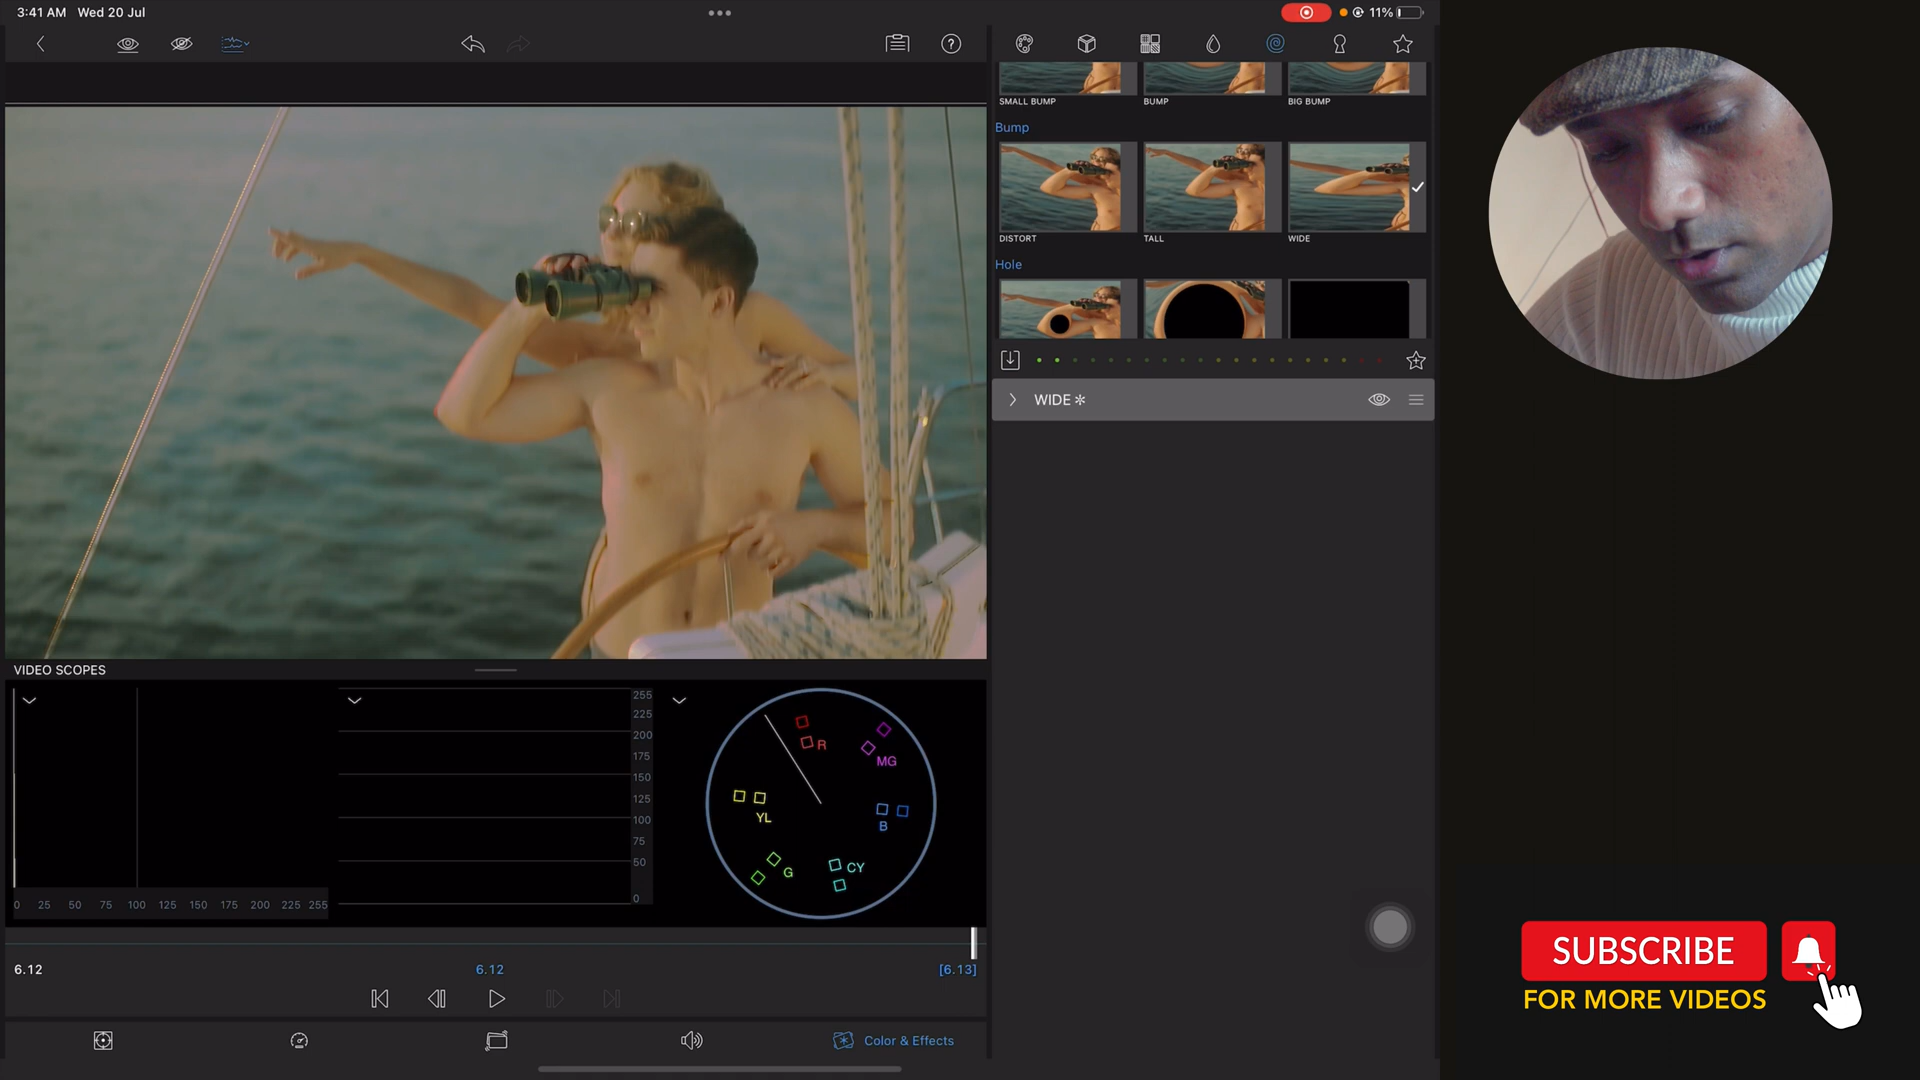 3:41 AM Wed 20 Jul
11%
SMALL BUMP
BUMP
BIG BUMP
Bump
DISTORT
TALL
WIDE
Hole
WIDE
VIDEO SCOPES
0 25 50 75 100 125 150 175 200 225 255
255
225
200
175
150
125
100
75
50
0
R
MG
YL
B
G
CY
6.12
6.12
[6.13]
Color & Effects
SUBSCRIBE
FOR MORE VIDEOS